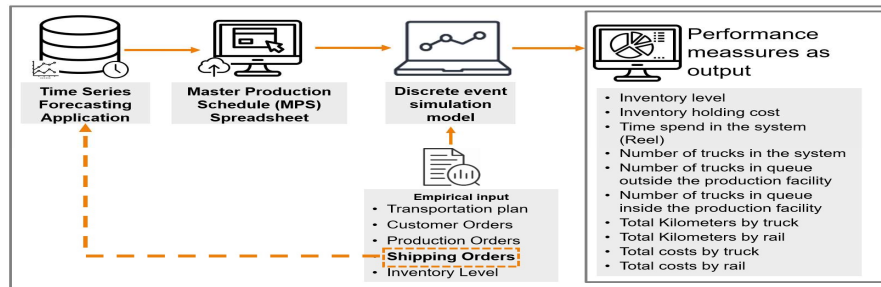 Time Series
Forecasting
Application
Master Production
Schedule (MPS)
Spreadsheet
Discrete event
simulation
model
Empirical input
• Transportation plan
• Customer Orders
• Production Orders
• Shipping Orders
• Inventory Level
Performance
meassures as
output
• Inventory level
• Inventory holding cost
• Time spend in the system
(Reel)
• Number of trucks in the system
• Number of trucks in queue
outside the production facility
• Number of trucks in queue
inside the production facility
• Total Kilometers by truck
• Total Kilometers by rail
• Total costs by truck
• Total costs by rail